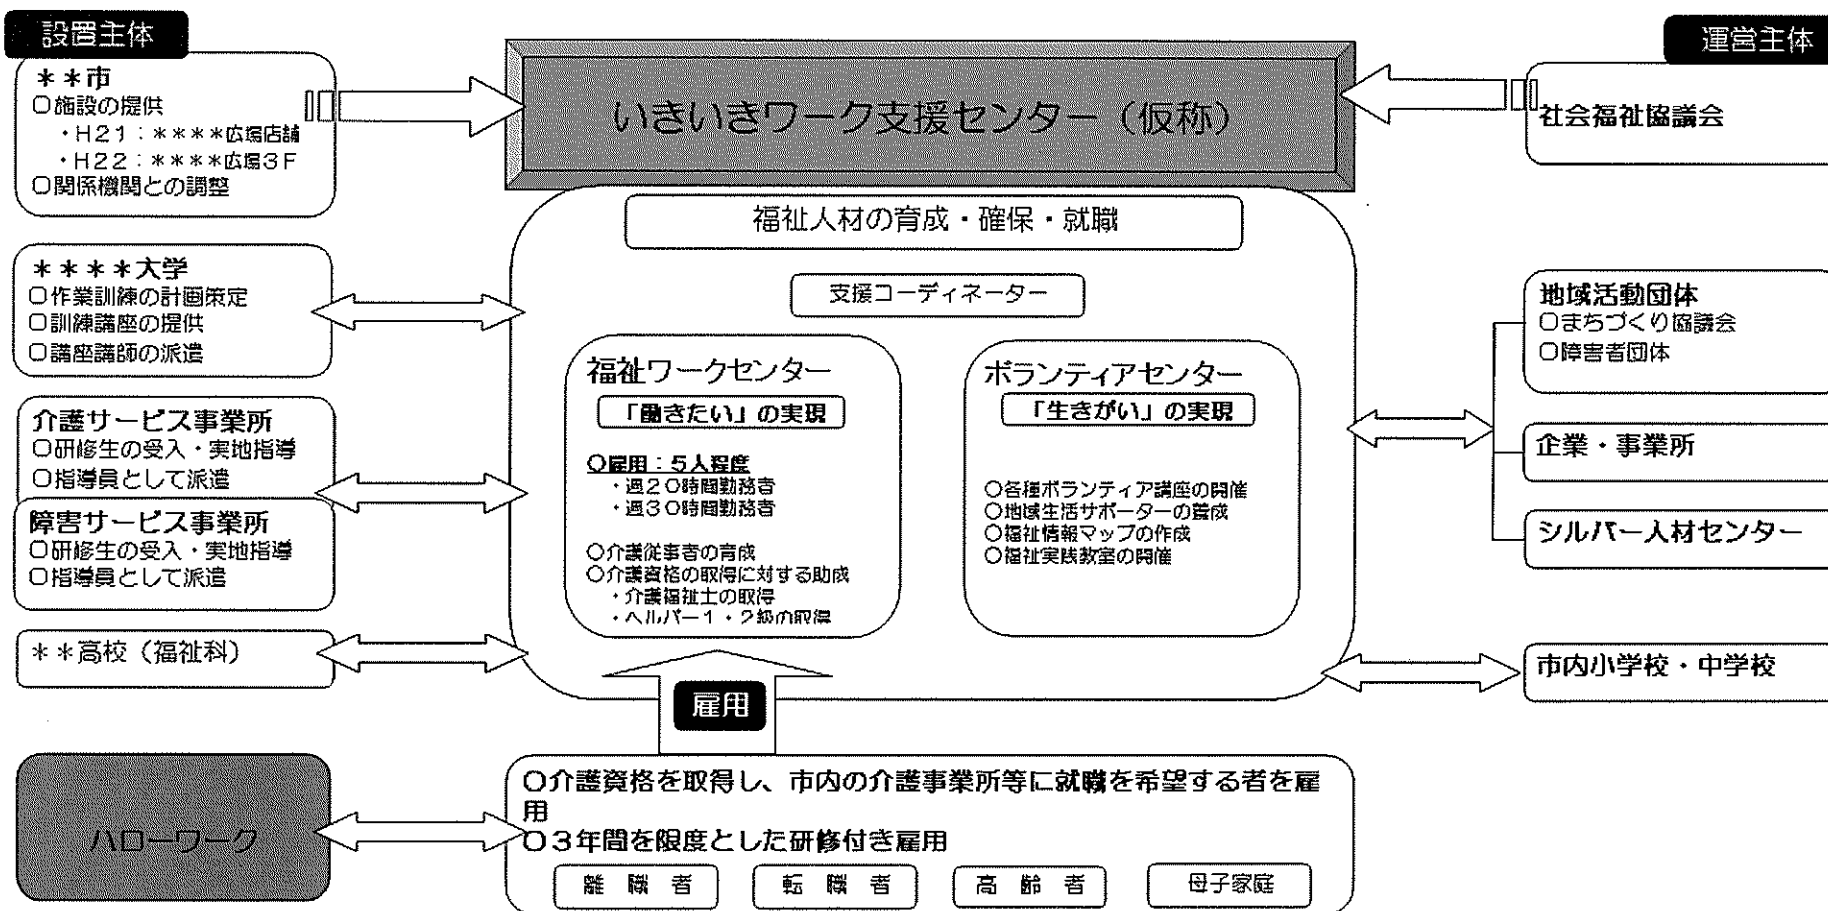 設置主体
＊＊市
○施設の提供
・H21：＊＊＊＊広場店舗
・H22：＊＊＊＊広場3F
○関係機関との調整
＊＊＊＊大学
○作業訓練の計画策定
○訓練講座の提供
○講座講師の派遣
介護サービス事業所
○研修生の受入・実地指導
○指導員として派遣
障害サービス事業所
○研修生の受入・実地指導
○指導員として派遣
＊＊高校（福祉科）
ハローワーク
いきいきワーク支援センター（仮称）
福祉人材の育成・確保・就職
支援コーディネーター
福祉ワークセンター
「働きたい」の実現
○雇用：5人程度
・週20時間勤務者
・週30時間勤務者
○介護従事者の育成
○介護資格の取得に対する助成
・介護福祉士の取得
・ヘルパー1・2級の取得
ボランティアセンター
「生きがい」の実現
○各種ボランティア講座の開催
○地域生活サポーターの養成
○福祉情報マップの作成
○福祉実践教室の開催
雇用
○介護資格を取得し、市内の介護事業所等に就職を希望する者を雇
用
○3年間を限度とした研修付き雇用
離職者
転職者
高齢者
母子家庭
運営主体
社会福祉協議会
地域活動団体
○まちづくり協議会
○障害者団体
企業・事業所
シルバー人材センター
市内小学校・中学校